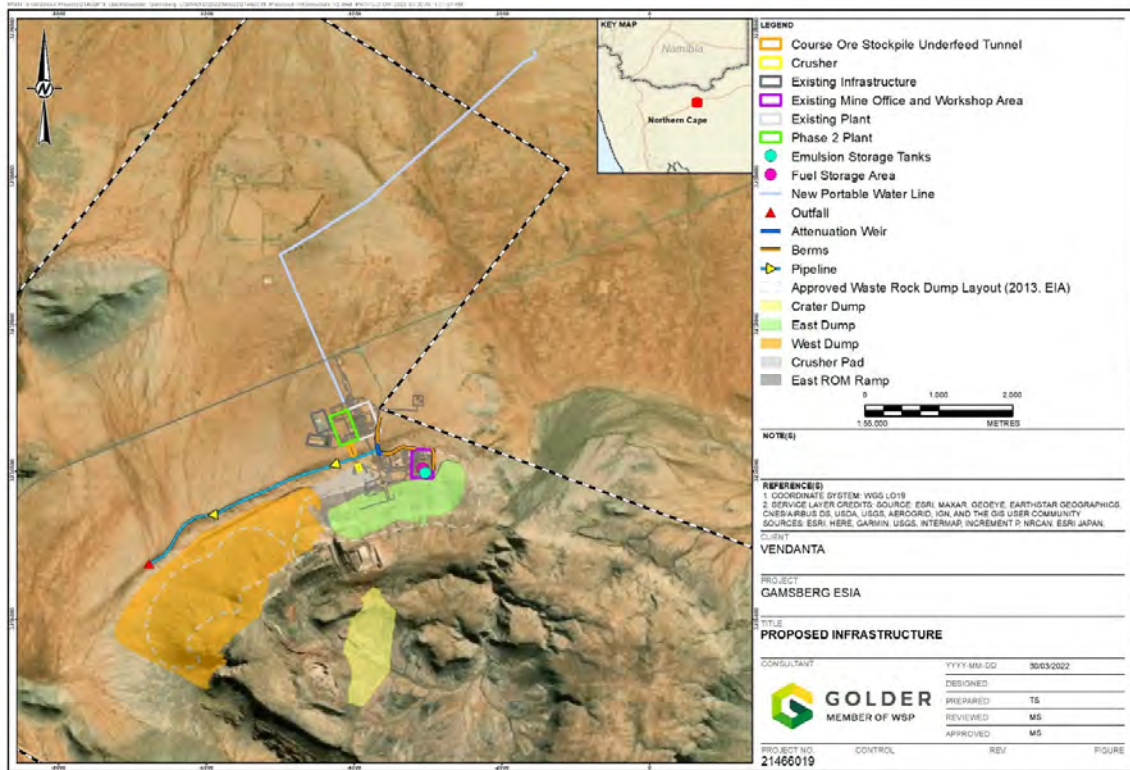 KEY MAP
Namibia
Northern Cape
N
LEGEND
Course Ore Stockpile Underfeed Tunnel
Crusher
Existing Infrastructure
Existing Mine Office and Workshop Area
Existing Plant
Phase 2 Plant
Emulsion Storage Tanks
Fuel Storage Area
New Portable Water Line
Outfall
Attenuation Weir
Berms
Pipeline
Approved Waste Rock Dump Layout (2013. EIA)
Crater Dump
East Dump
West Dump
Crusher Pad
East ROM Ramp
0 1,000 2,000
1:55,000 METRES
NOTE(S)
REFERENCE(S)
1. COORDINATE SYSTEM: WGS LO19
2. SERVICE LAYER CREDITS: SOURCE: ESRI, MAXAR, GEOEYE, EARTHSTAR GEOGRAPHICS,
CNES/AIRBUS DS, USDA, USGS, AEROGRID, IGN, AND THE GIS USER COMMUNITY
SOURCES: ESRI, HERE, GARMIN, USGS, INTERMAP, INCREMENT P, NRCAN, ESRI JAPAN,
CLIENT
VENDANTA
PROJECT
GAMSBERG ESIA
TITLE
PROPOSED INFRASTRUCTURE
CONSULTANT
YYYY-MM-DD 30/03/2022
DESIGNED
PREPARED TS
REVIEWED MS
APPROVED MS
GOLDER
MEMBER OF WSP
PROJECT NO. CONTROL REV. FIGURE
21466019